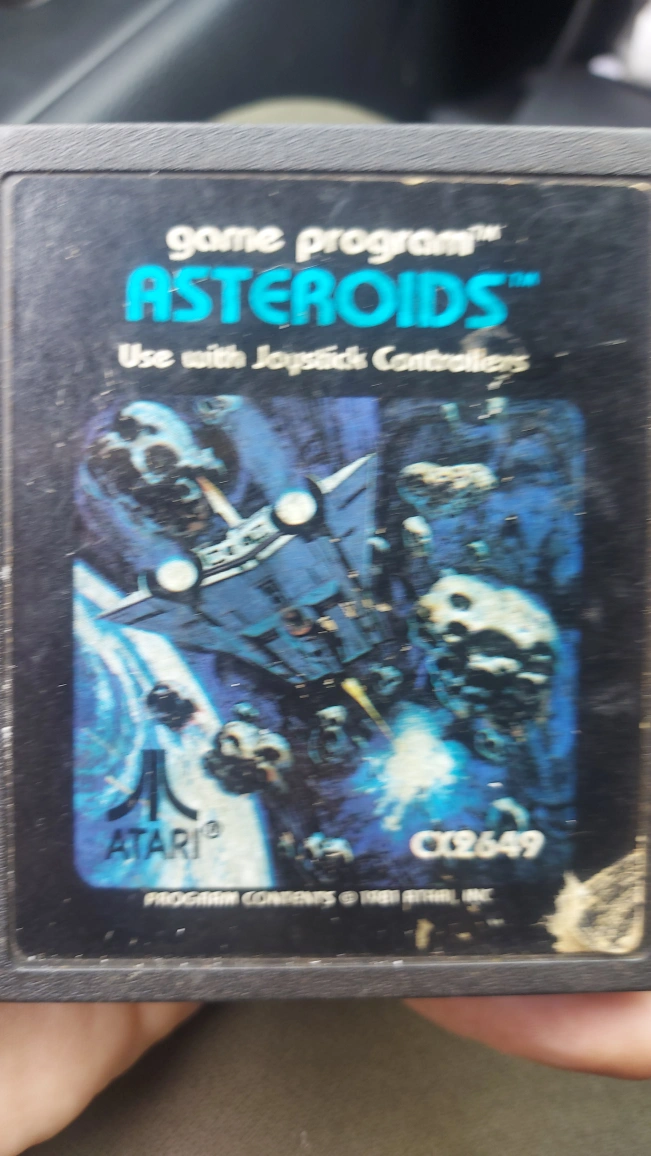 game program™
ASTEROIDS™
Use with Joystick Controllers
ATARI®
CX2649
PROGRAM CONTENTS © 1981 ATARI, INC